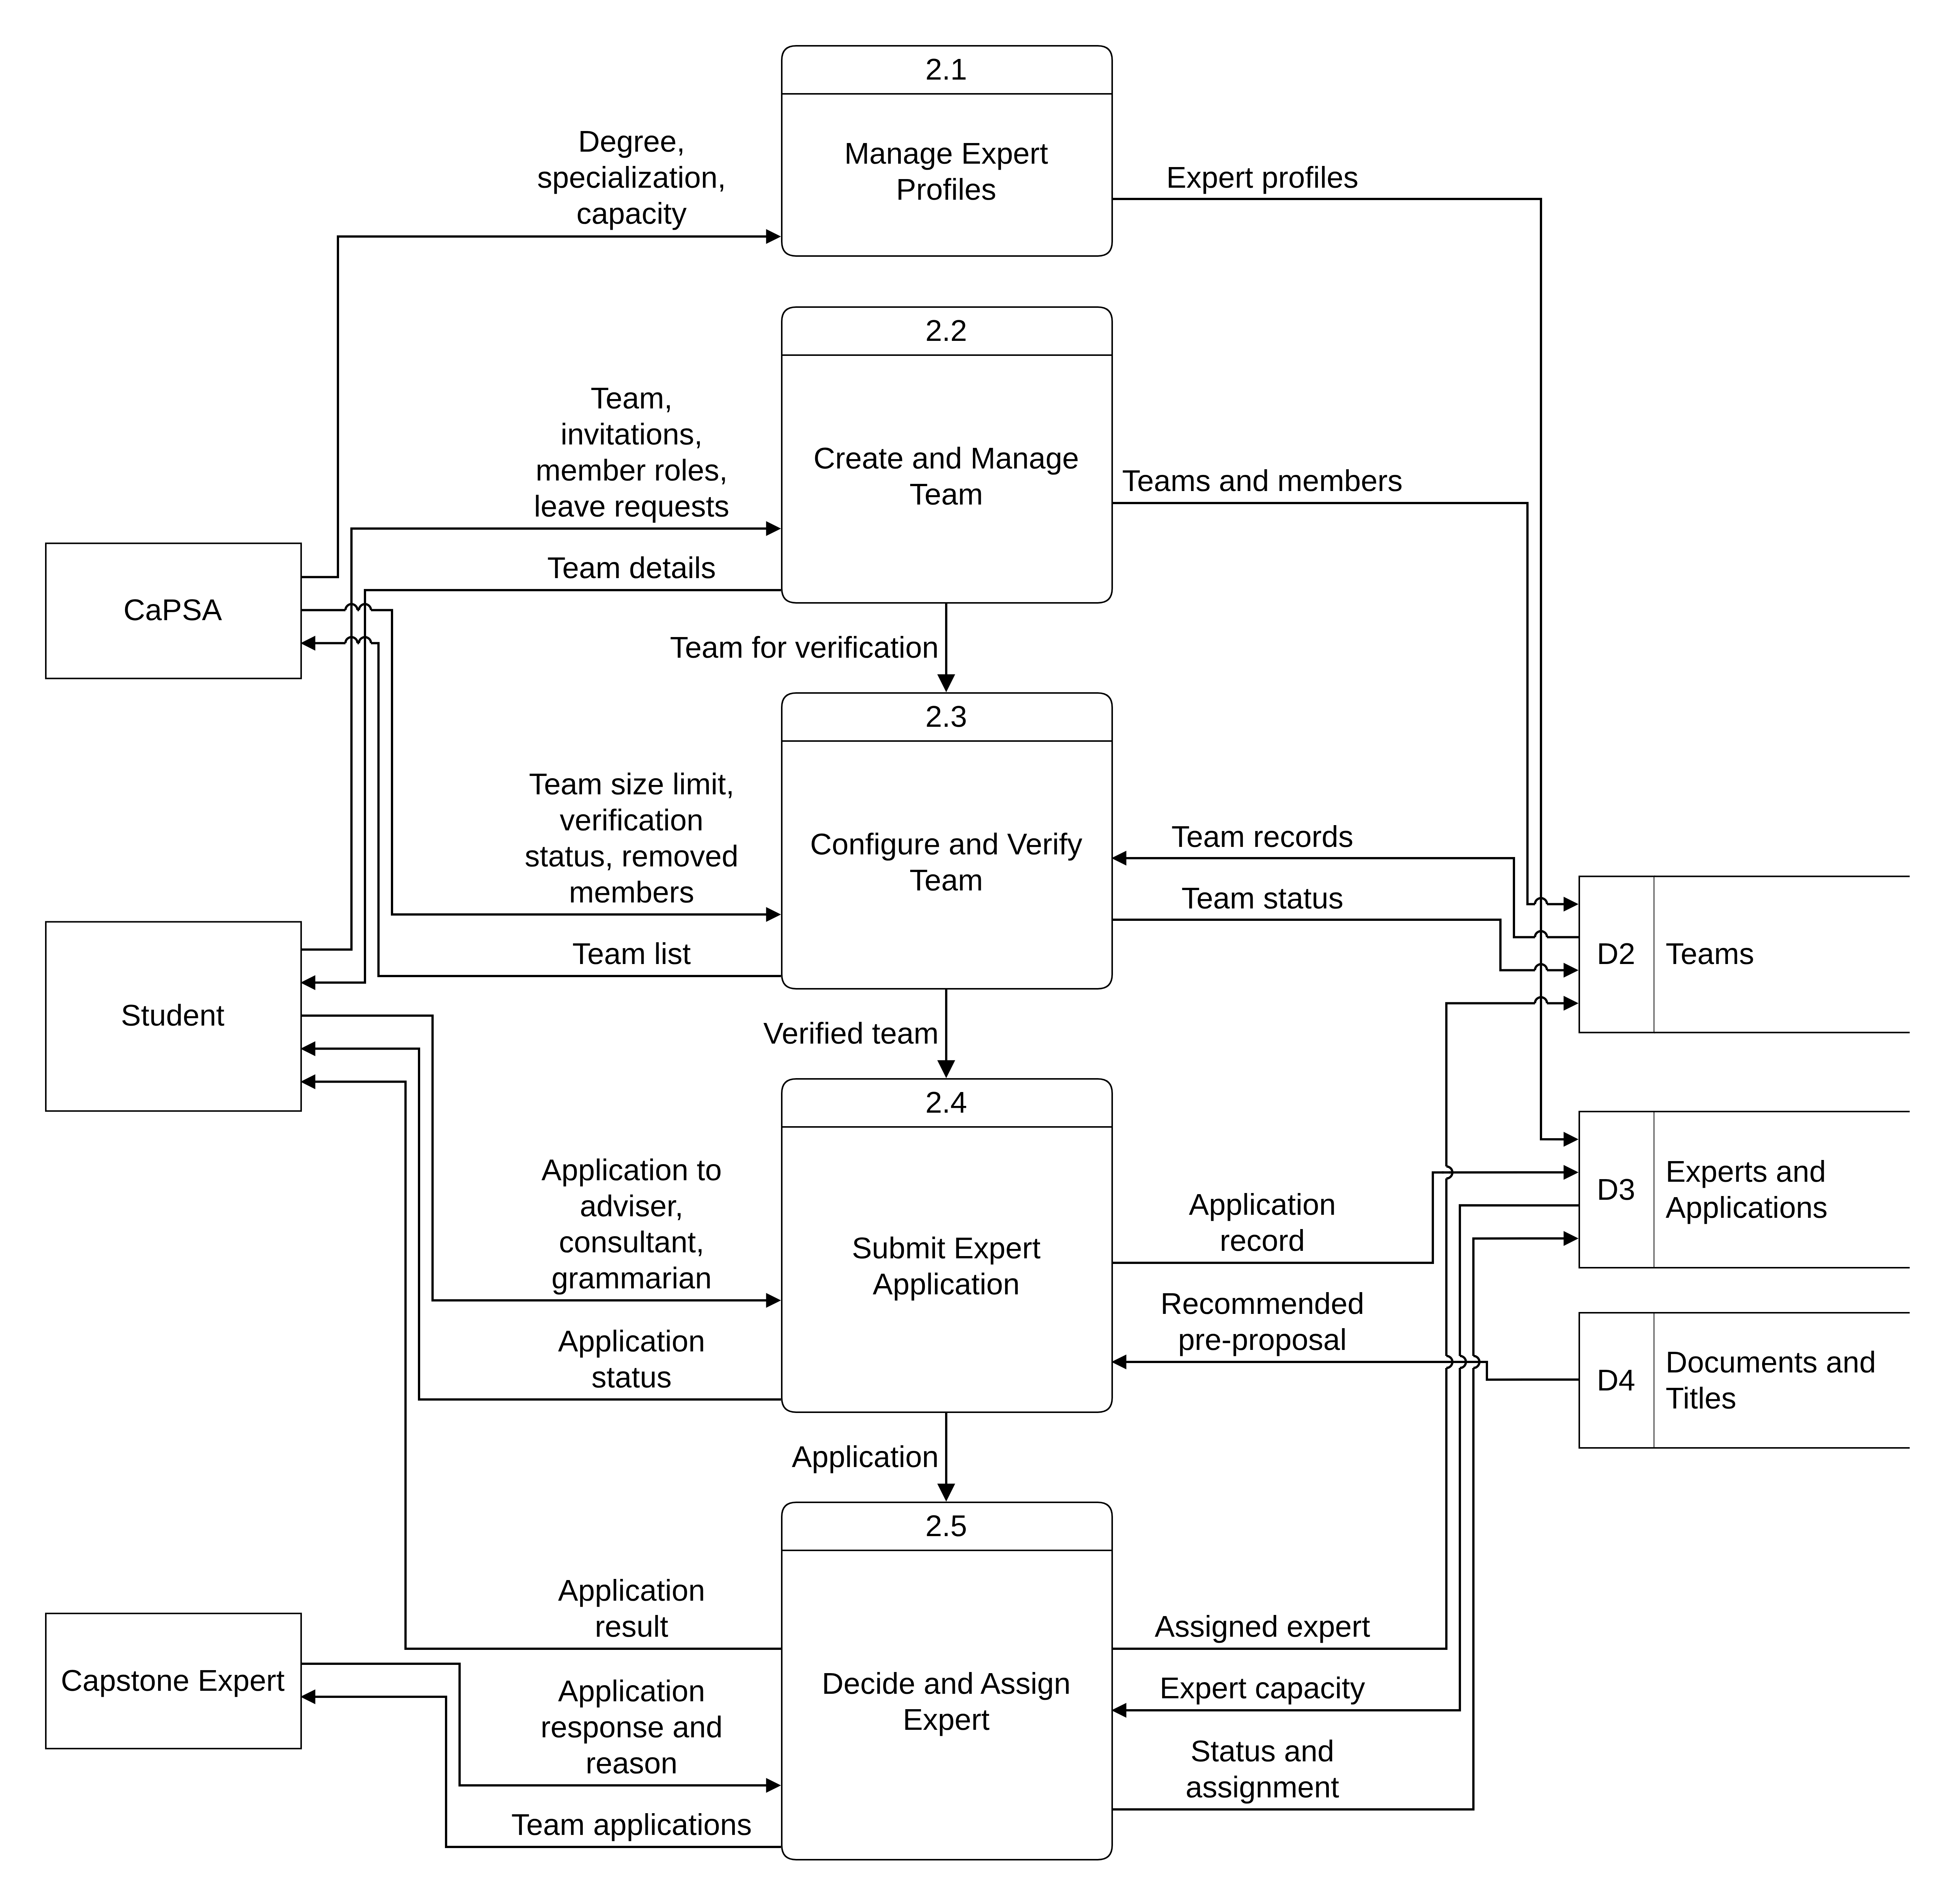 2.1
Manage Expert
Profiles
Degree,
specialization,
capacity
Expert profiles
2.2
Create and Manage
Team
Team,
invitations,
member roles,
leave requests
Team details
Teams and members
CaPSA
Team for verification
2.3
Configure and Verify
Team
Team size limit,
verification
status, removed
members
Team list
Team records
Team status
D2
Teams
Student
Verified team
2.4
Submit Expert
Application
Application to
adviser,
consultant,
grammarian
Application
status
Application
record
Recommended
pre-proposal
D3
Experts and
Applications
D4
Documents and
Titles
Application
2.5
Decide and Assign
Expert
Application
result
Capstone Expert
Application
response and
reason
Team applications
Assigned expert
Expert capacity
Status and
assignment